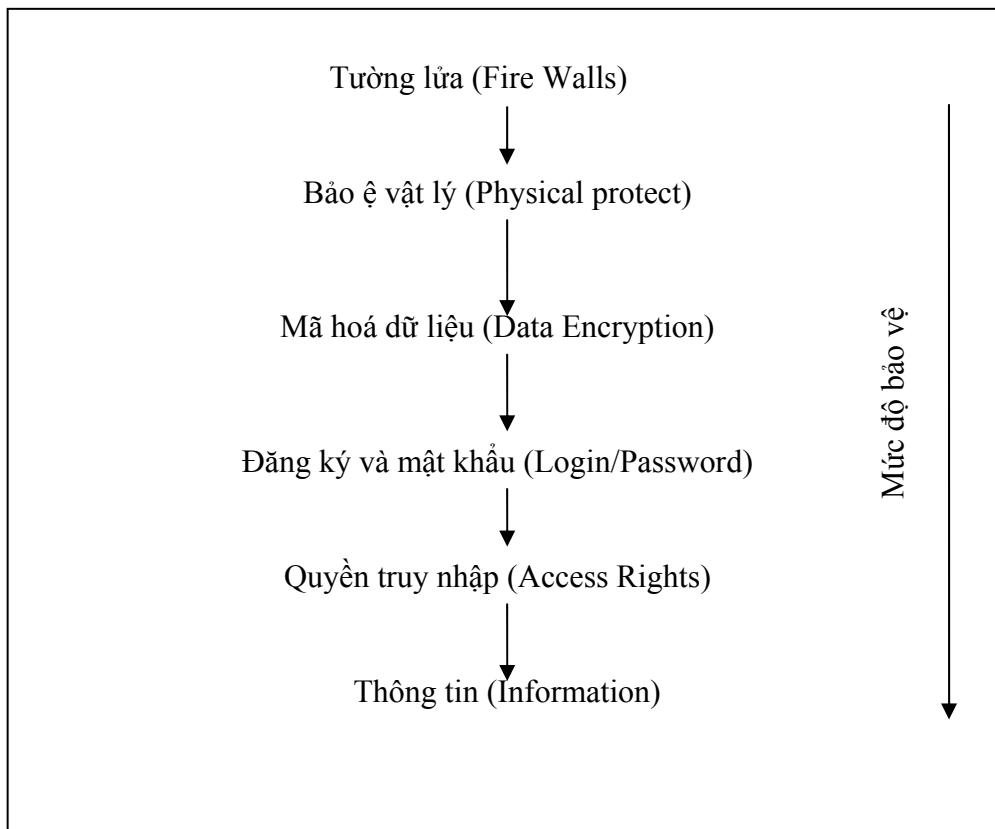 Tường lửa (Fire Walls)
Bảo ệ vật lý (Physical protect)
Mã hoá dữ liệu (Data Encryption)
Đăng ký và mật khẩu (Login/Password)
Quyền truy nhập (Access Rights)
Thông tin (Information)
Mức độ bảo vệ